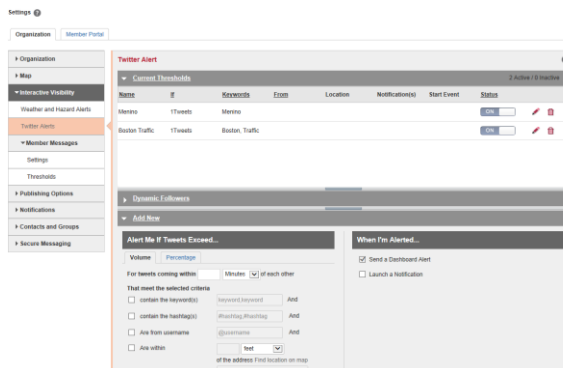 Settings
Organization Member Portal
Organization
Map
Interactive Visibility
Weather and Hazard Alerts
Twitter Alerts
Member Messages
Settings
Thresholds
Publishing Options
Notifications
Contacts and Groups
Secure Messaging
Twitter Alert
Current Thresholds 2 Active / 0 Inactive
Name If Keywords From Location Notification(s) Start Event Status
Menino 1Tweets Menino ON
Boston Traffic 1Tweets Boston, Traffic ON
Dynamic Followers
Add New
Alert Me If Tweets Exceed...
Volume Percentage
For tweets coming within Minutes of each other
That meet the selected criteria
contain the keyword(s) keyword,keyword And
contain the hashtag(s) #hashtag,#hashtag And
Are from username @username And
Are within feet
of the address Find location on map
When I'm Alerted...
Send a Dashboard Alert
Launch a Notification